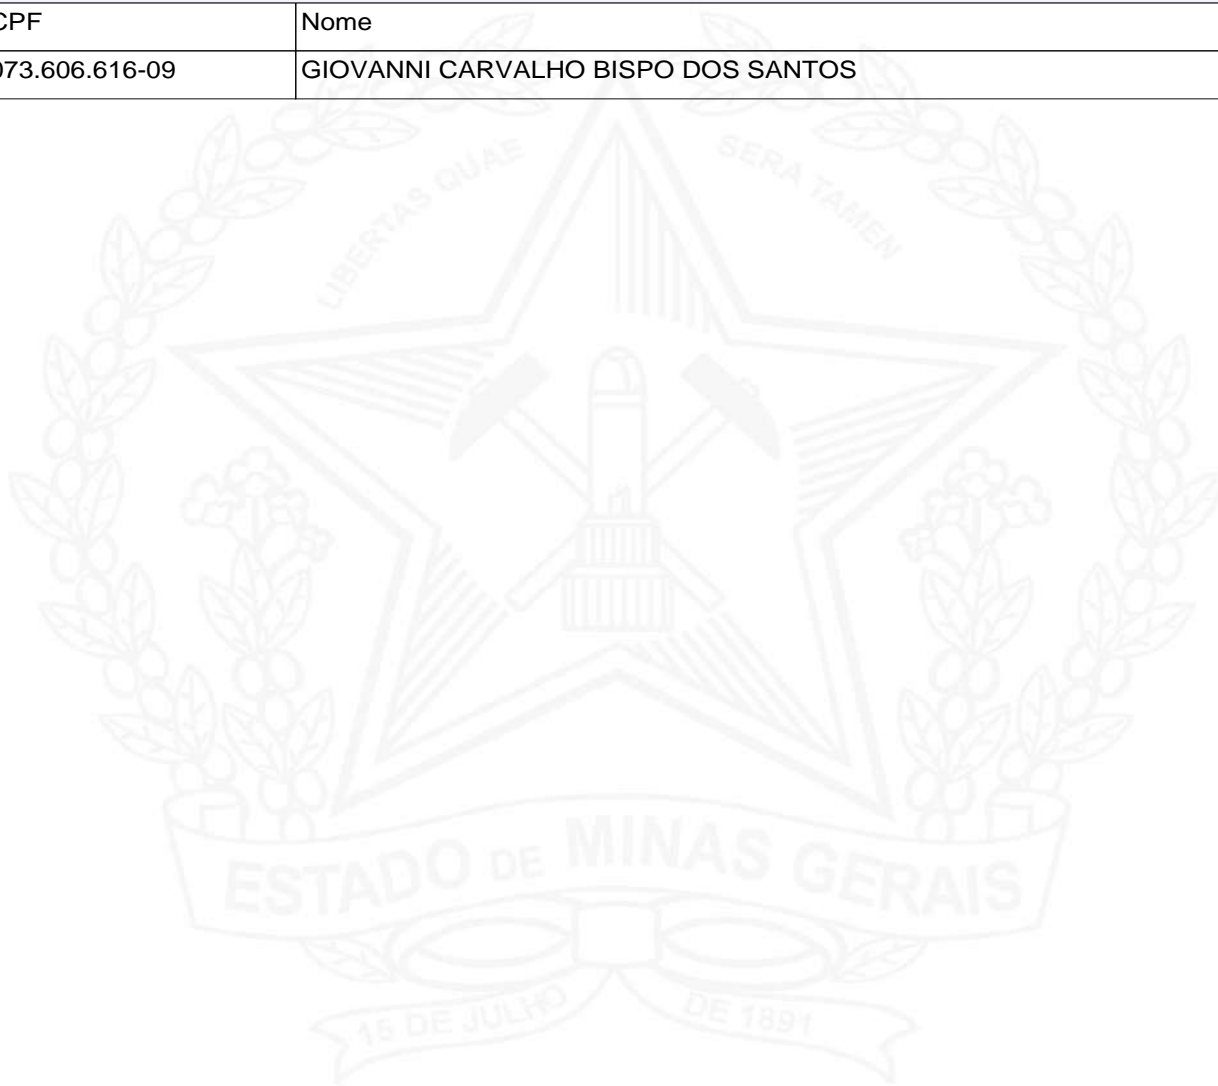 CPF Nome
073.606.616-09 GIOVANNI CARVALHO BISPO DOS SANTOS
LIBERTAS QUAE SERA TAMEN
ESTADO DE MINAS GERAIS
15 DE JULHO DE 1891